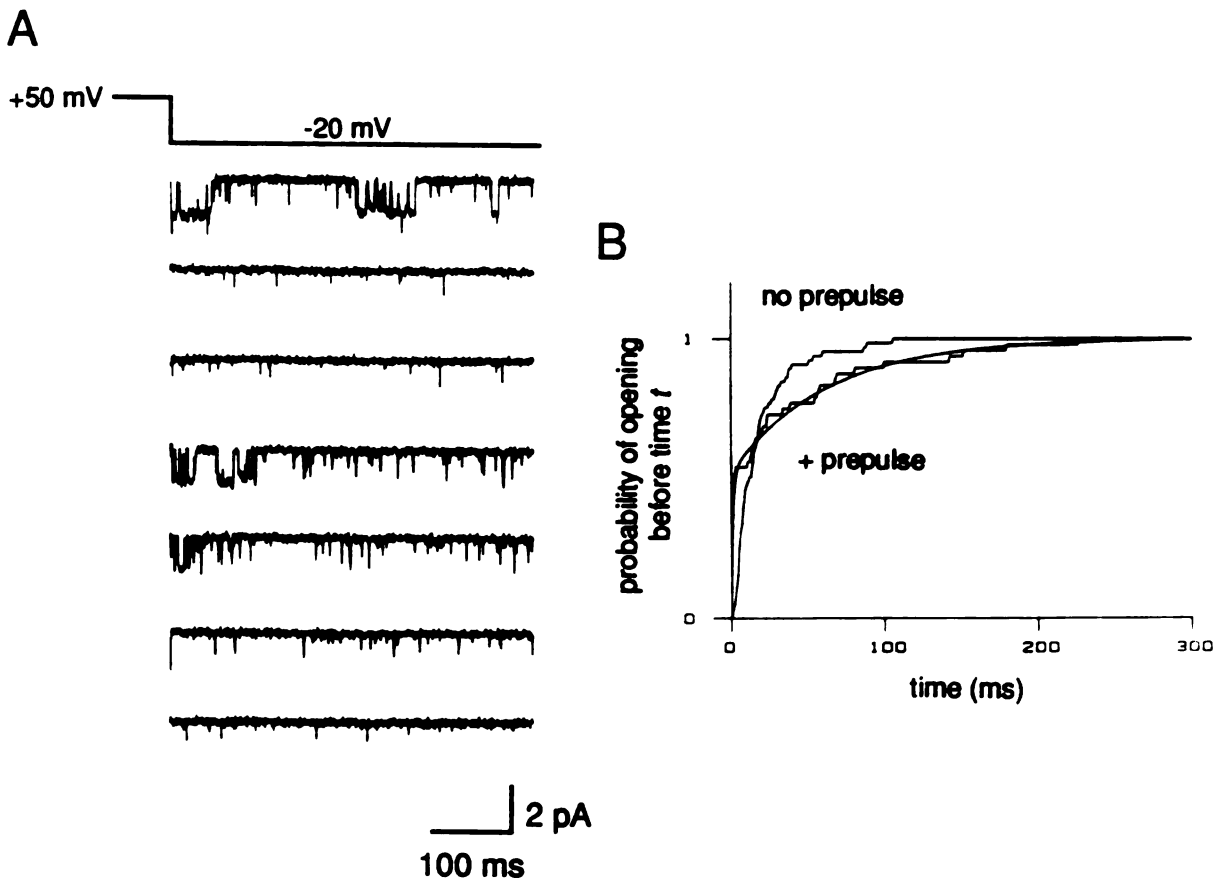 A
+50 mV
-20 mV
2 pA
100 ms
B
no prepulse
+ prepulse
probability of opening
before time t
1
0
0
100
200
300
time (ms)